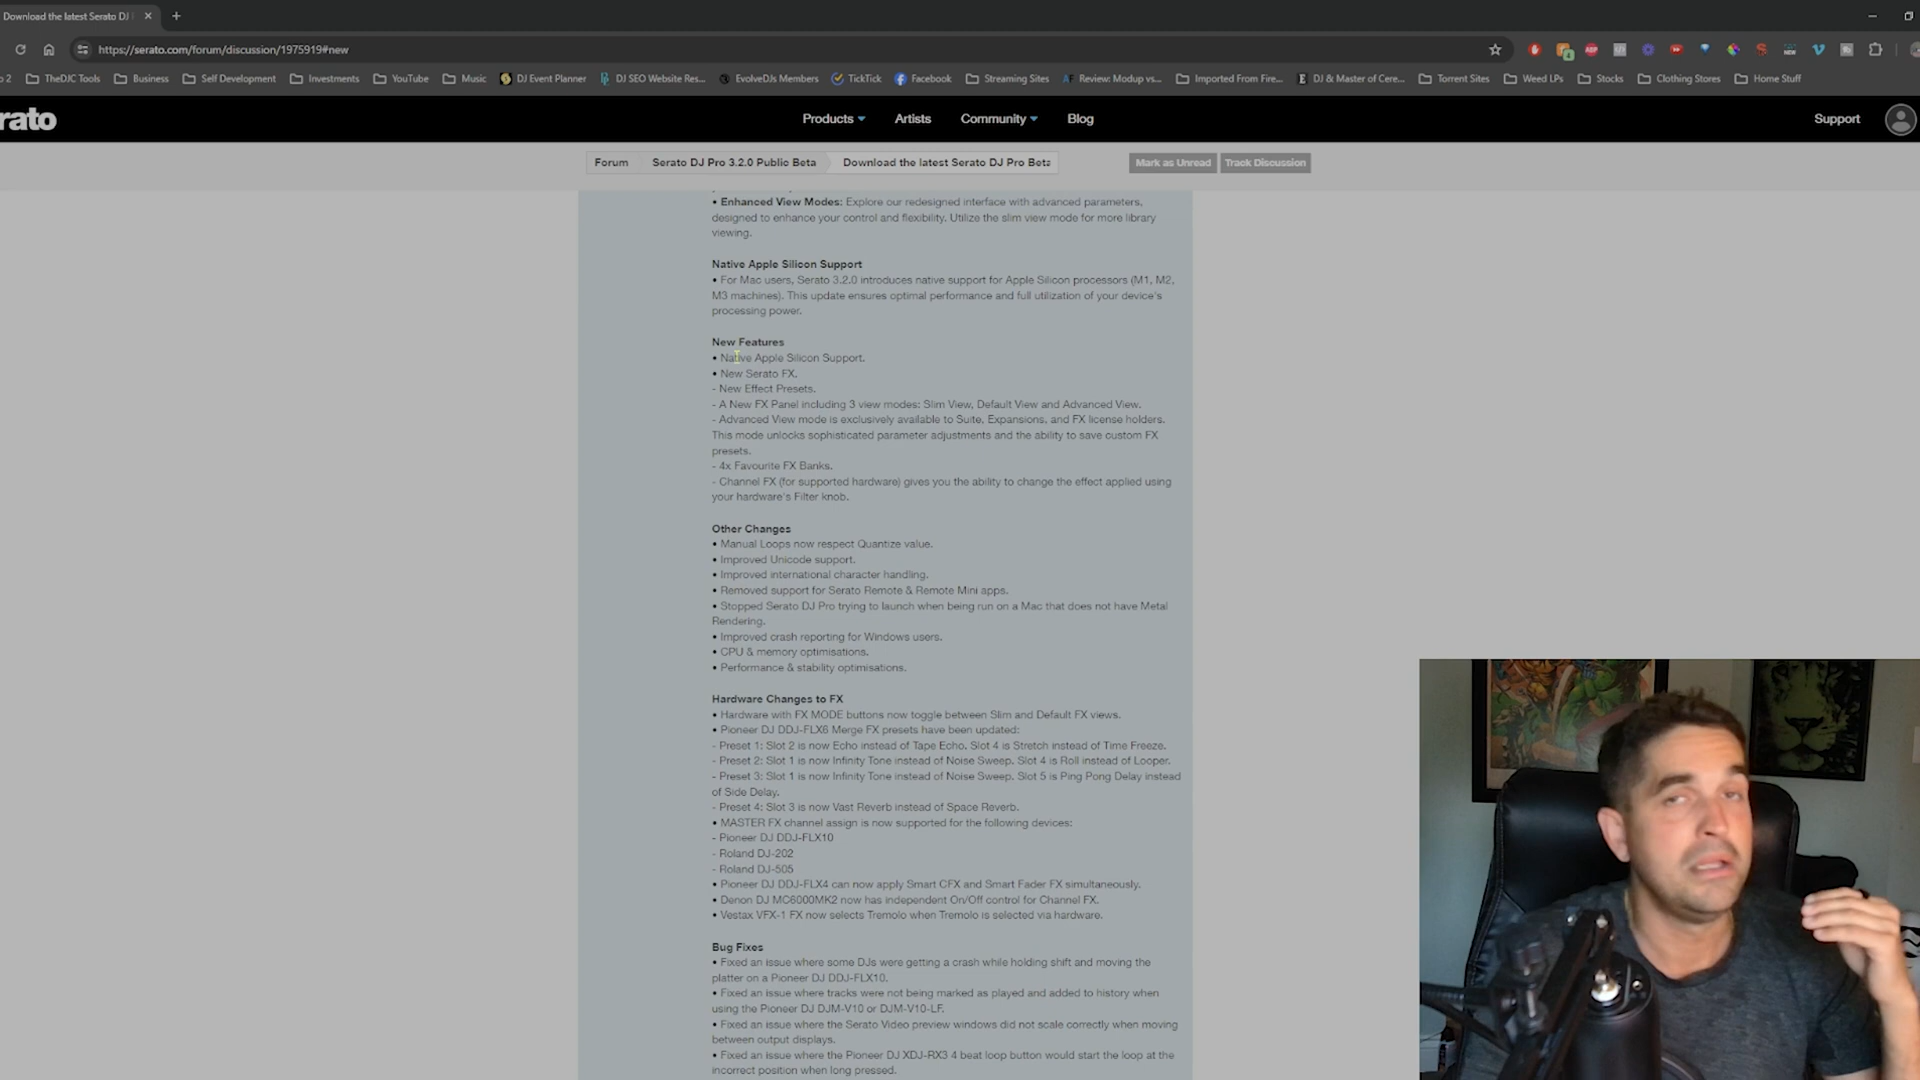 Download the latest Serato DJ
https://serato.com/forum/discussion/1975919#new
2 TheDJC Tools Business Self Development Investments YouTube Music DJ Event Planner DJ SEO Website Res... EvolveDJs Members TickTick Facebook Streaming Sites Review: Modup vs... Imported From Fire... DJ & Master of Cere... Torrent Sites Weed LPs Stocks Clothing Stores Home Stuff
rato Products Artists Community Blog Support
Forum Serato DJ Pro 3.2.0 Public Beta Download the latest Serato DJ Pro Beta Mark as Unread Track Discussion
• Enhanced View Modes: Explore our redesigned interface with advanced parameters,
designed to enhance your control and flexibility. Utilize the slim view mode for more library
viewing.
Native Apple Silicon Support
• For Mac users, Serato 3.2.0 introduces native support for Apple Silicon processors (M1, M2,
M3 machines). This update ensures optimal performance and full utilization of your device's
processing power.
New Features
• Native Apple Silicon Support.
• New Serato FX.
- New Effect Presets.
- A New FX Panel including 3 view modes: Slim View, Default View and Advanced View.
- Advanced View mode is exclusively available to Suite, Expansions, and FX license holders.
This mode unlocks sophisticated parameter adjustments and the ability to save custom FX
presets.
- 4x Favourite FX Banks.
- Channel FX (for supported hardware) gives you the ability to change the effect applied using
your hardware's Filter knob.
Other Changes
• Manual Loops now respect Quantize value.
• Improved Unicode support.
• Improved international character handling.
• Removed support for Serato Remote & Remote Mini apps.
• Stopped Serato DJ Pro trying to launch when being run on a Mac that does not have Metal
Rendering.
• Improved crash reporting for Windows users.
• CPU & memory optimisations.
• Performance & stability optimisations.
Hardware Changes to FX
• Hardware with FX MODE buttons now toggle between Slim and Default FX views.
• Pioneer DJ DDJ-FLX6 Merge FX presets have been updated:
- Preset 1: Slot 2 is now Echo instead of Tape Echo. Slot 4 is Stretch instead of Time Freeze.
- Preset 2: Slot 1 is now Infinity Tone instead of Noise Sweep. Slot 4 is Roll instead of Looper.
- Preset 3: Slot 1 is now Infinity Tone instead of Noise Sweep. Slot 5 is Ping Pong Delay instead
of Side Delay.
- Preset 4: Slot 3 is now Vast Reverb instead of Space Reverb.
• MASTER FX channel assign is now supported for the following devices:
- Pioneer DJ DDJ-FLX10
- Roland DJ-202
- Roland DJ-505
• Pioneer DJ DDJ-FLX4 can now apply Smart CFX and Smart Fader FX simultaneously.
• Denon DJ MC6000MK2 now has independent On/Off control for Channel FX.
• Vestax VFX-1 FX now selects Tremolo when Tremolo is selected via hardware.
Bug Fixes
• Fixed an issue where some DJs were getting a crash while holding shift and moving the
platter on a Pioneer DJ DDJ-FLX10.
• Fixed an issue where tracks were not being marked as played and added to history when
using the Pioneer DJ DJM-V10 or DJM-V10-LF.
• Fixed an issue where the Serato Video preview windows did not scale correctly when moving
between output displays.
• Fixed an issue where the Pioneer DJ XDJ-RX3 4 beat loop button would start the loop at the
incorrect position when long pressed.